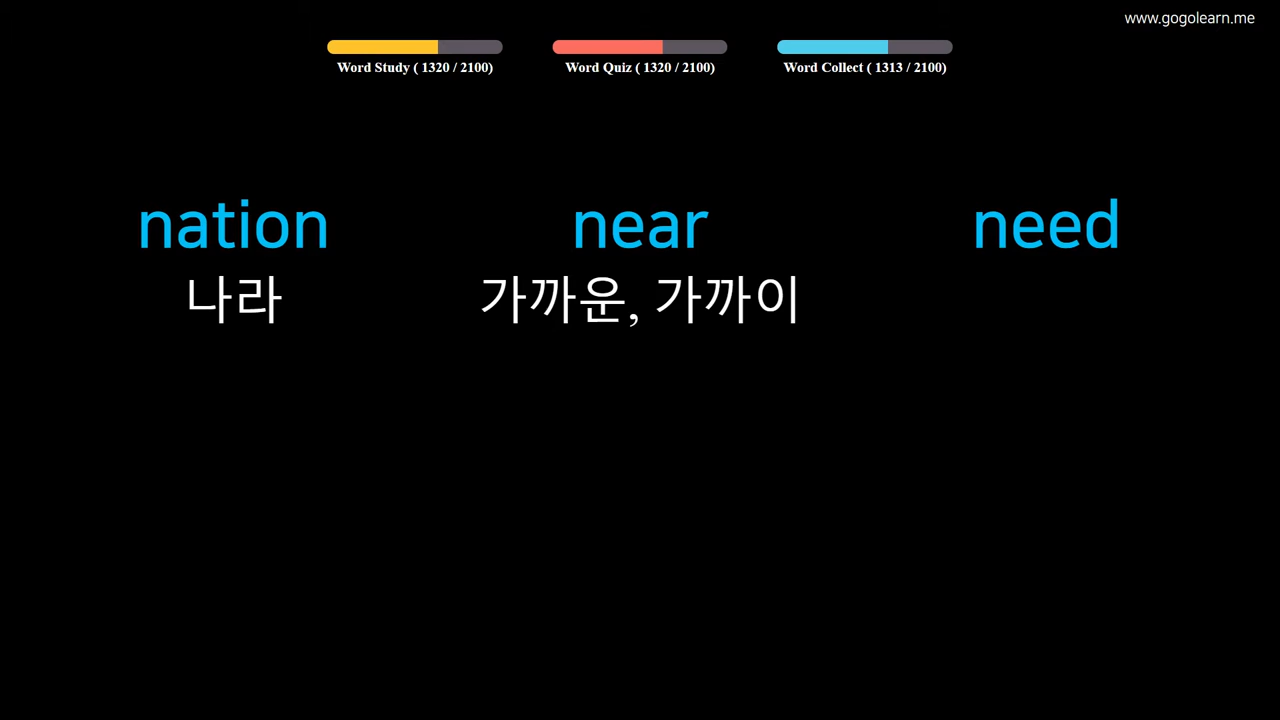 www.gogolearn.me
Word Study ( 1320 / 2100)
Word Quiz ( 1320 / 2100)
Word Collect ( 1313 / 2100)
nation
near
need
나라
가까운, 가까이